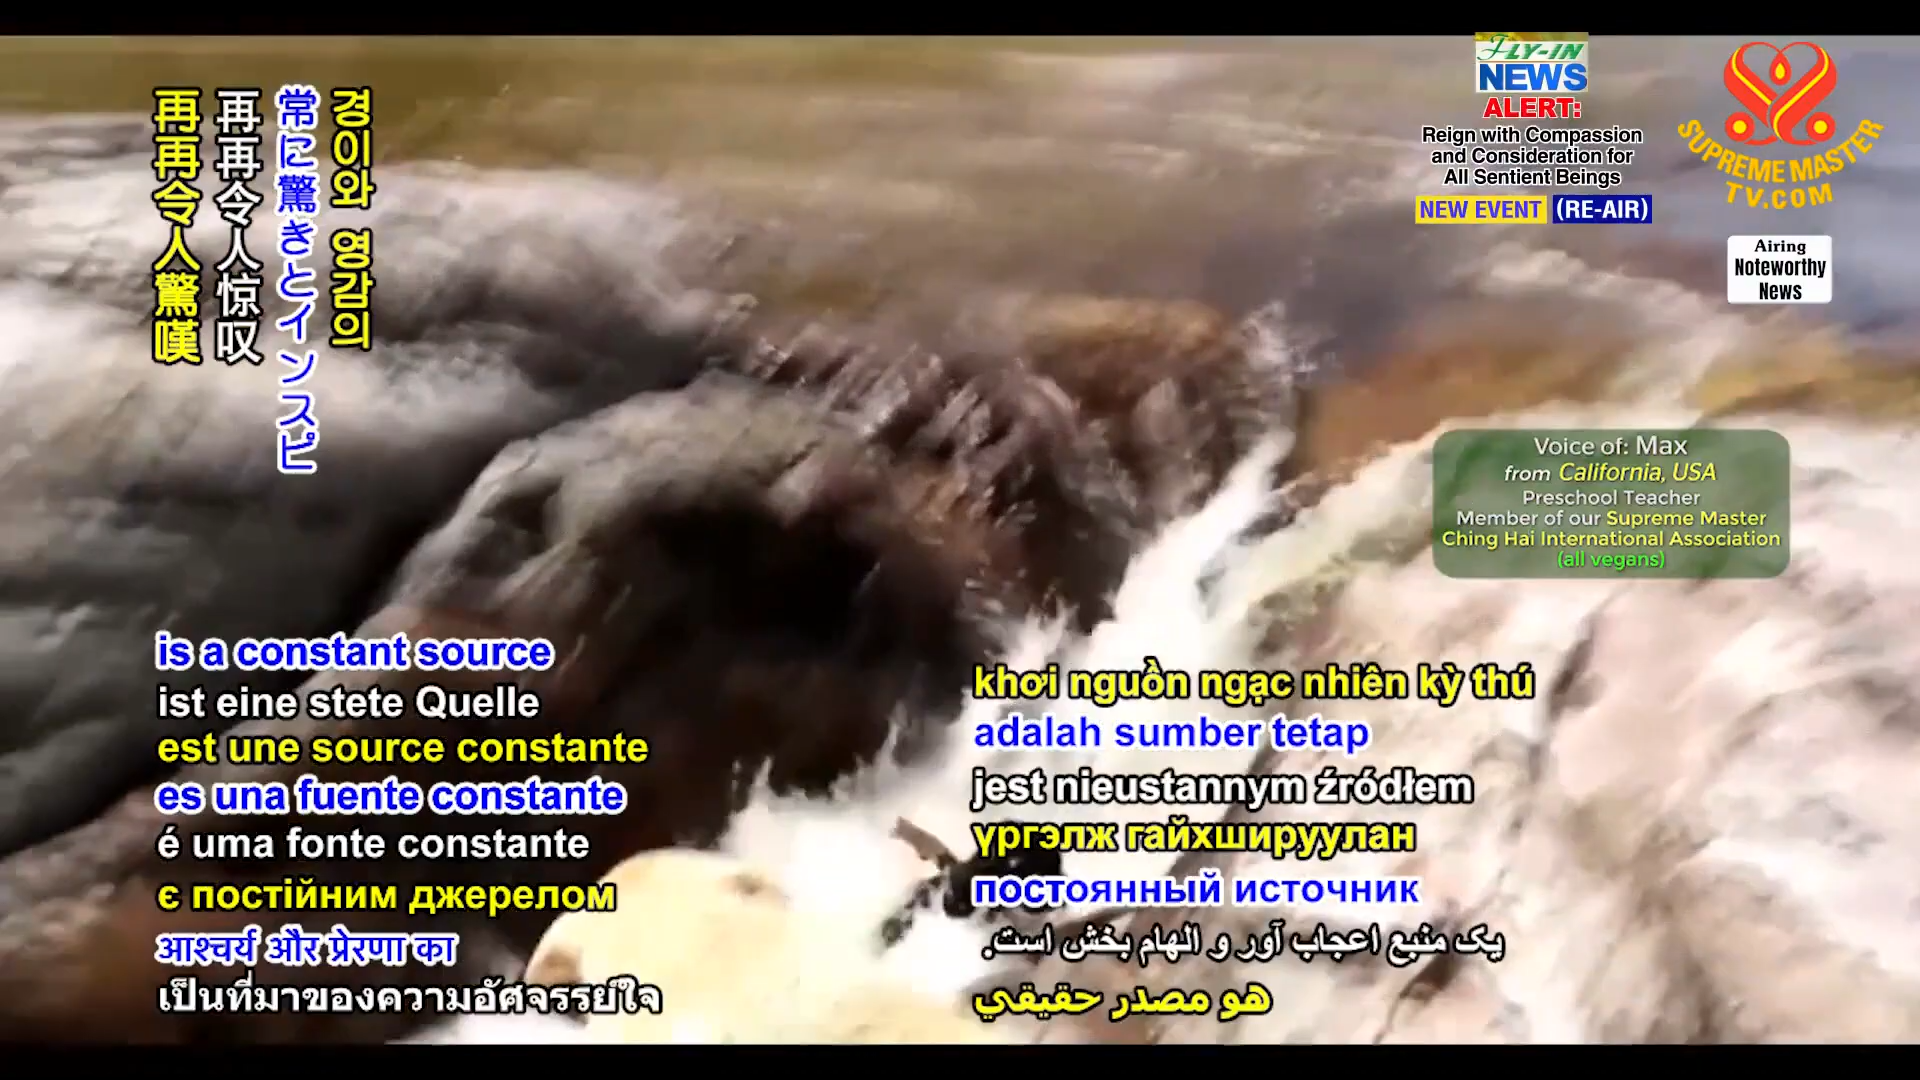 再再令人驚嘆
再再令人惊叹
常に驚きとインスピ
경이와 영감의
FLY-IN
NEWS
ALERT:
Reign with Compassion
and Consideration for
All Sentient Beings
NEW EVENT (RE-AIR)
SUPREME MASTER
TV.COM
Airing
Noteworthy
News
Voice of: Max
from California, USA
Preschool Teacher
Member of our Supreme Master
Ching Hai International Association
(all vegans)
is a constant source
ist eine stete Quelle
est une source constante
es una fuente constante
é uma fonte constante
є постійним джерелом
आश्चर्य और प्रेरणा का
เป็นที่มาของความอัศจรรย์ใจ
khơi nguồn ngạc nhiên kỳ thú
adalah sumber tetap
jest nieustannym źródłem
үргэлж гайхшируулан
постоянный источник
یک منبع اعجاب آور و الهام بخش است.
هو مصدر حقيقي